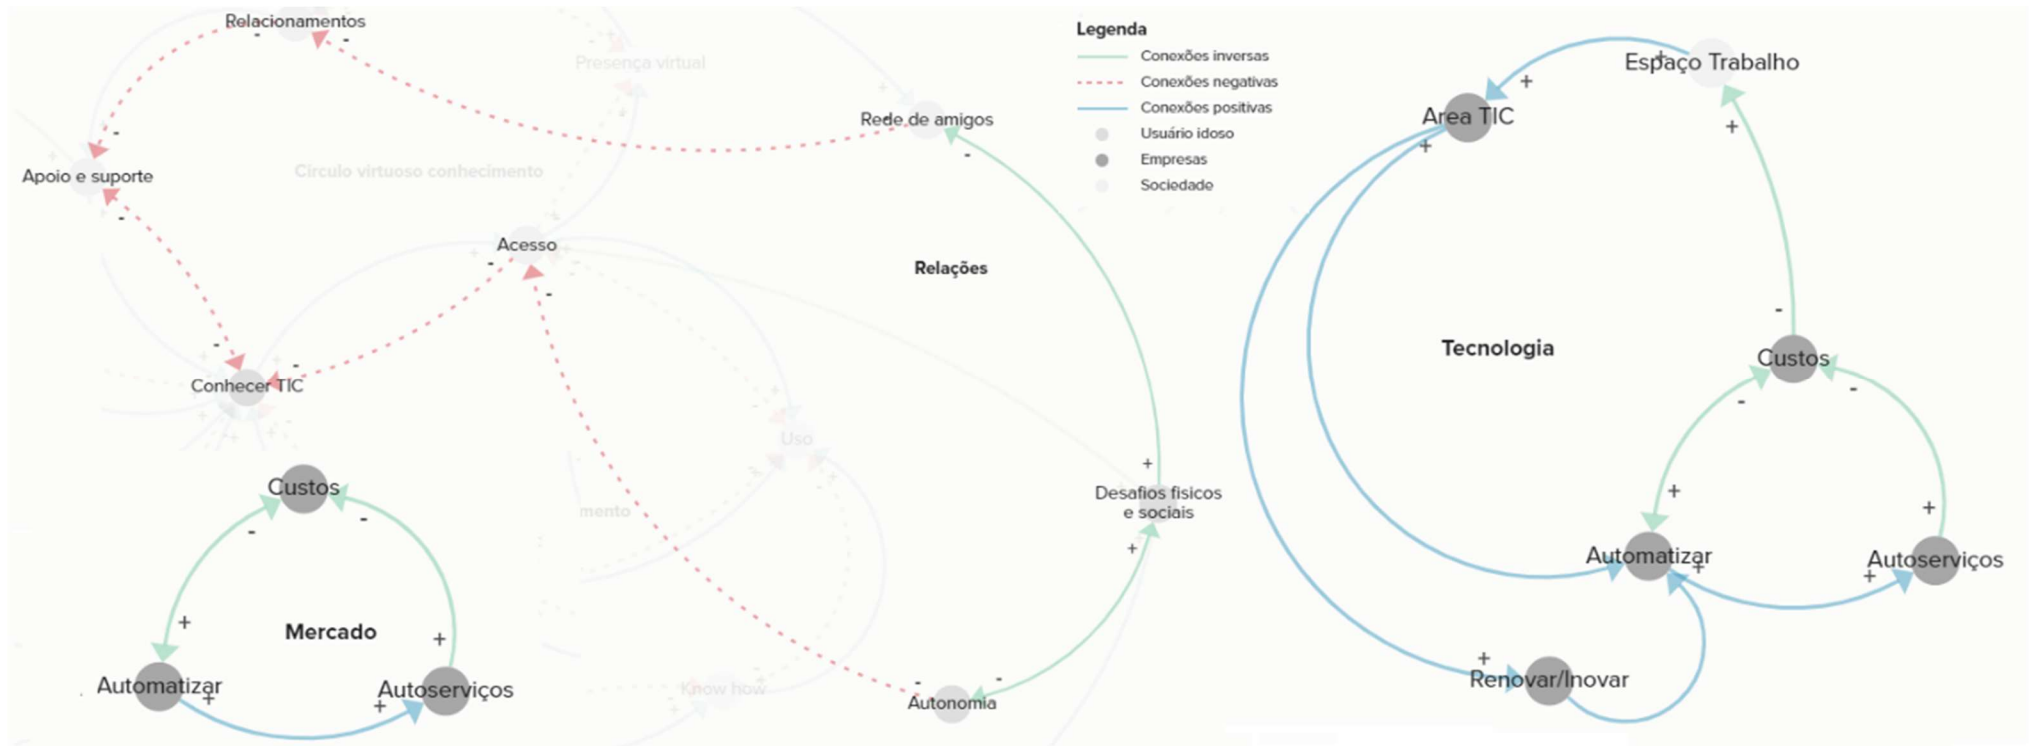 Relacionamentos
-
-
Presença virtual
Rede de amigos
-
-
Apoio e suporte
-
Circulo virtuoso conhecimento
Acesso
-
-
Relações
-
-
Conhecer TIC
Uso
+
Desafios fisicos
e sociais
+
mento
-
-
Know how
Autonomia
Custos
-
-
+
Mercado
+
Automatizar
+
+
Autoserviços
Legenda
Conexões inversas
Conexões negativas
Conexões positivas
Usuário idoso
Empresas
Sociedade
+
Espaço Trabalho
+
Area TIC
+
+
-
Tecnologia
Custos
-
-
+
+
Automatizar
+
+
Autoserviços
+
Renovar/Inovar